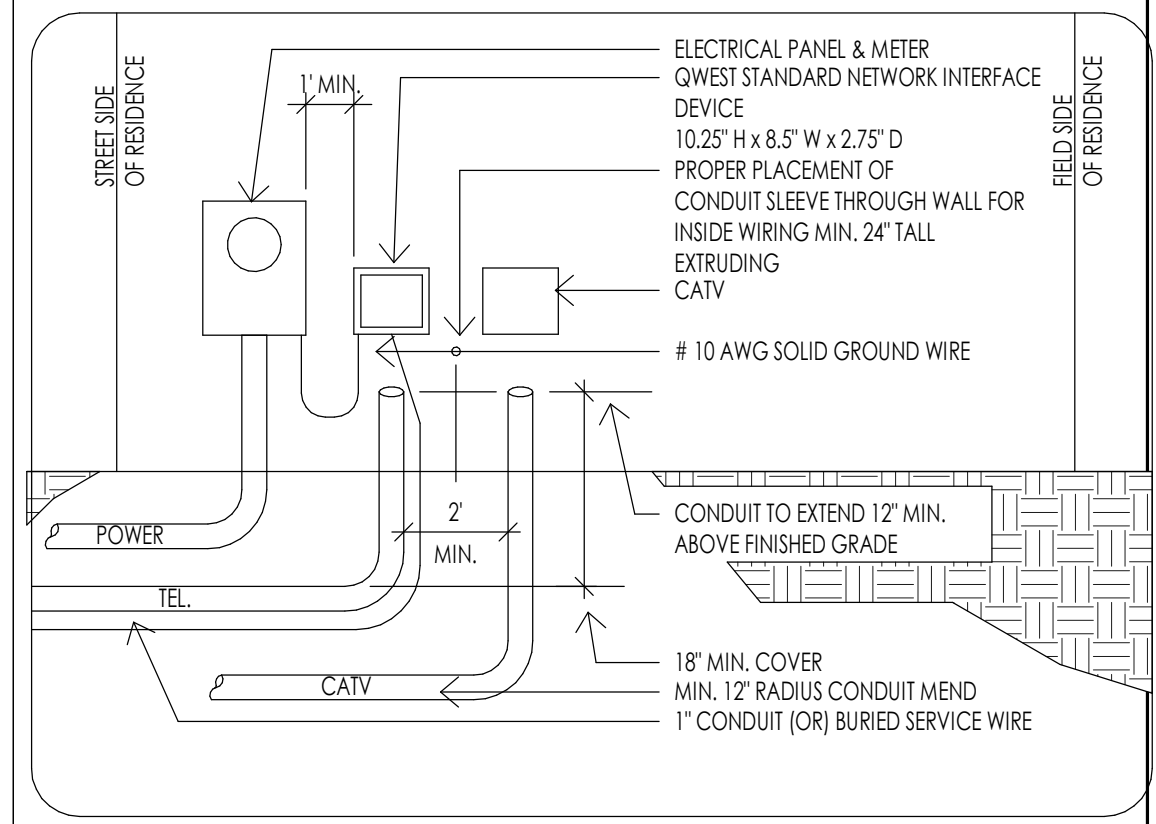 STREET SIDE
OF RESIDENCE
1' MIN.
ELECTRICAL PANEL & METER
QWEST STANDARD NETWORK INTERFACE
DEVICE
10.25" H x 8.5" W x 2.75" D
PROPER PLACEMENT OF
CONDUIT SLEEVE THROUGH WALL FOR
INSIDE WIRING MIN. 24" TALL
EXTRUDING
CATV
# 10 AWG SOLID GROUND WIRE
FIELD SIDE
OF RESIDENCE
POWER
2'
MIN.
CONDUIT TO EXTEND 12" MIN.
ABOVE FINISHED GRADE
TEL.
CATV
18" MIN. COVER
MIN. 12" RADIUS CONDUIT MEND
1" CONDUIT (OR) BURIED SERVICE WIRE